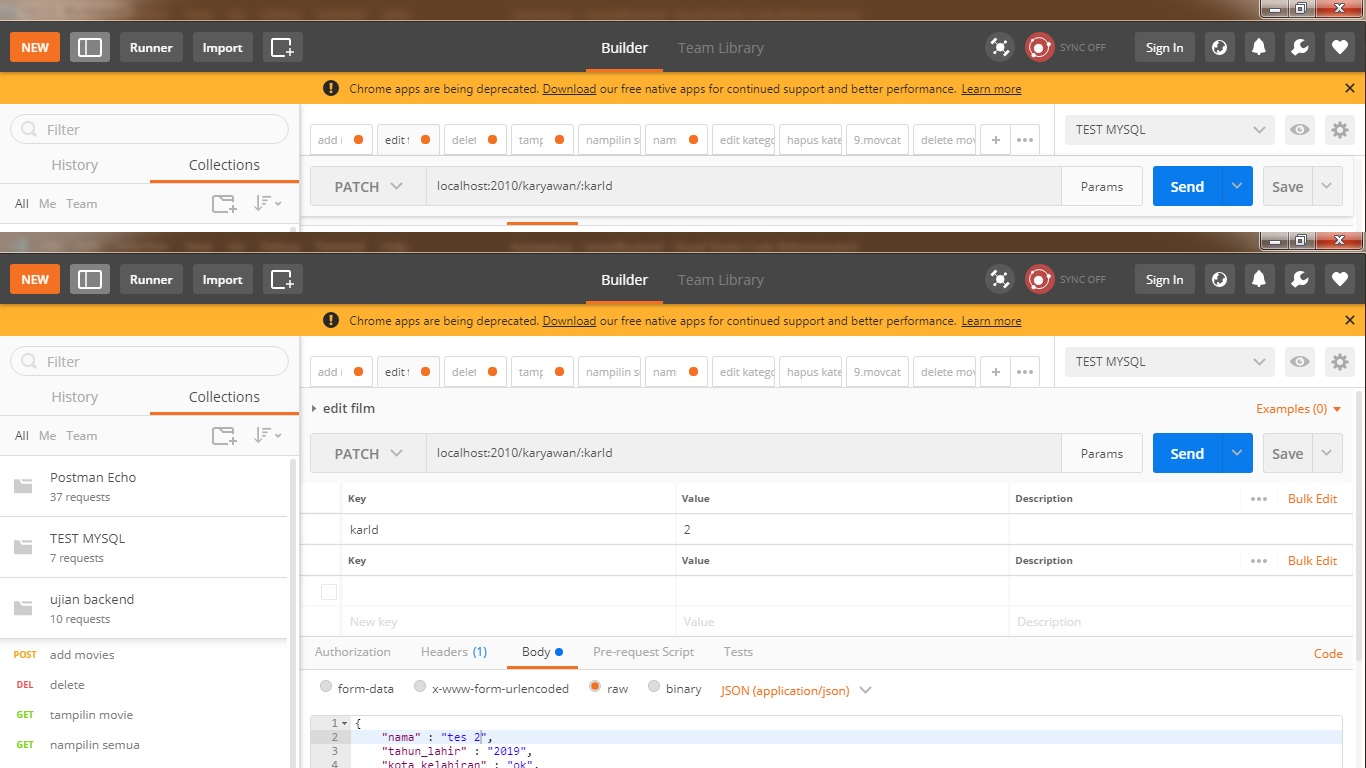 NEW Runner Import Builder Team Library SYNC OFF Sign In
Chrome apps are being deprecated. Download our free native apps for continued support and better performance. Learn more
Filter
History Collections
All Me Team
add edit f delet tamp nampilin s nam edit katego hapus kate 9.movcat delete mov + •••
TEST MYSQL
PATCH localhost:2010/karyawan/:karId Params Send Save
NEW Runner Import Builder Team Library SYNC OFF Sign In
Chrome apps are being deprecated. Download our free native apps for continued support and better performance. Learn more
Filter
History Collections
All Me Team
Postman Echo
37 requests
TEST MYSQL
7 requests
ujian backend
10 requests
POST add movies
DEL delete
GET tampilin movie
GET nampilin semua
add edit f delet tamp nampilin s nam edit katego hapus kate 9.movcat delete mov + •••
TEST MYSQL
edit film Examples (0)
PATCH localhost:2010/karyawan/:karId Params Send Save
Key Value Description ••• Bulk Edit
karId 2
Key Value Description ••• Bulk Edit
New key Value Description
Authorization Headers (1) Body Pre-request Script Tests Code
form-data x-www-form-urlencoded raw binary JSON (application/json)
1 {
2 "nama" : "tes 2",
3 "tahun_lahir" : "2019",
4 "kota_kelahiran" : "ok",